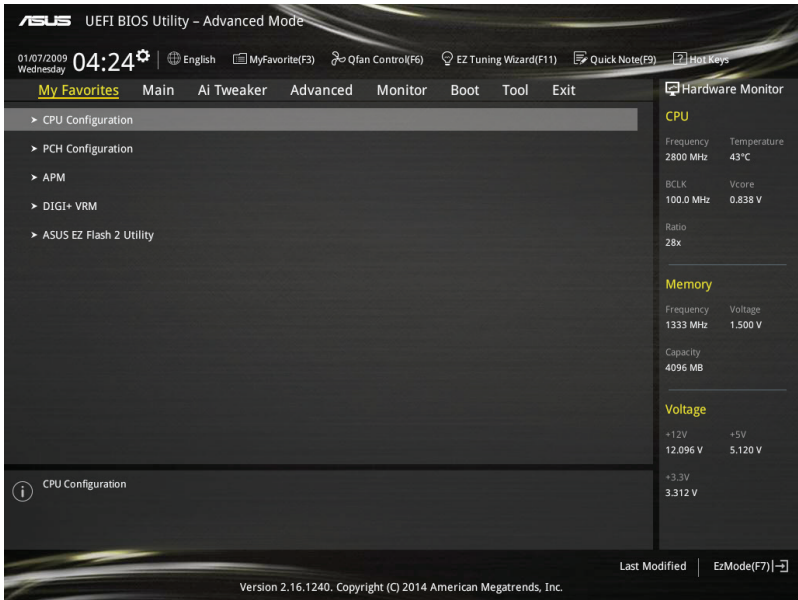 ASUS UEFI BIOS Utility – Advanced Mode
01/07/2009
Wednesday
04:24
English
MyFavorite(F3)
Qfan Control(F6)
EZ Tuning Wizard(F11)
Quick Note(F9)
? Hot Keys
My Favorites Main Ai Tweaker Advanced Monitor Boot Tool Exit
> CPU Configuration
> PCH Configuration
> APM
> DIGI+ VRM
> ASUS EZ Flash 2 Utility
CPU Configuration
Hardware Monitor
CPU
Frequency Temperature
2800 MHz 43°C
BCLK Vcore
100.0 MHz 0.838 V
Ratio
28x
Memory
Frequency Voltage
1333 MHz 1.500 V
Capacity
4096 MB
Voltage
+12V +5V
12.096 V 5.120 V
+3.3V
3.312 V
Last Modified
EzMode(F7)
Version 2.16.1240. Copyright (C) 2014 American Megatrends, Inc.